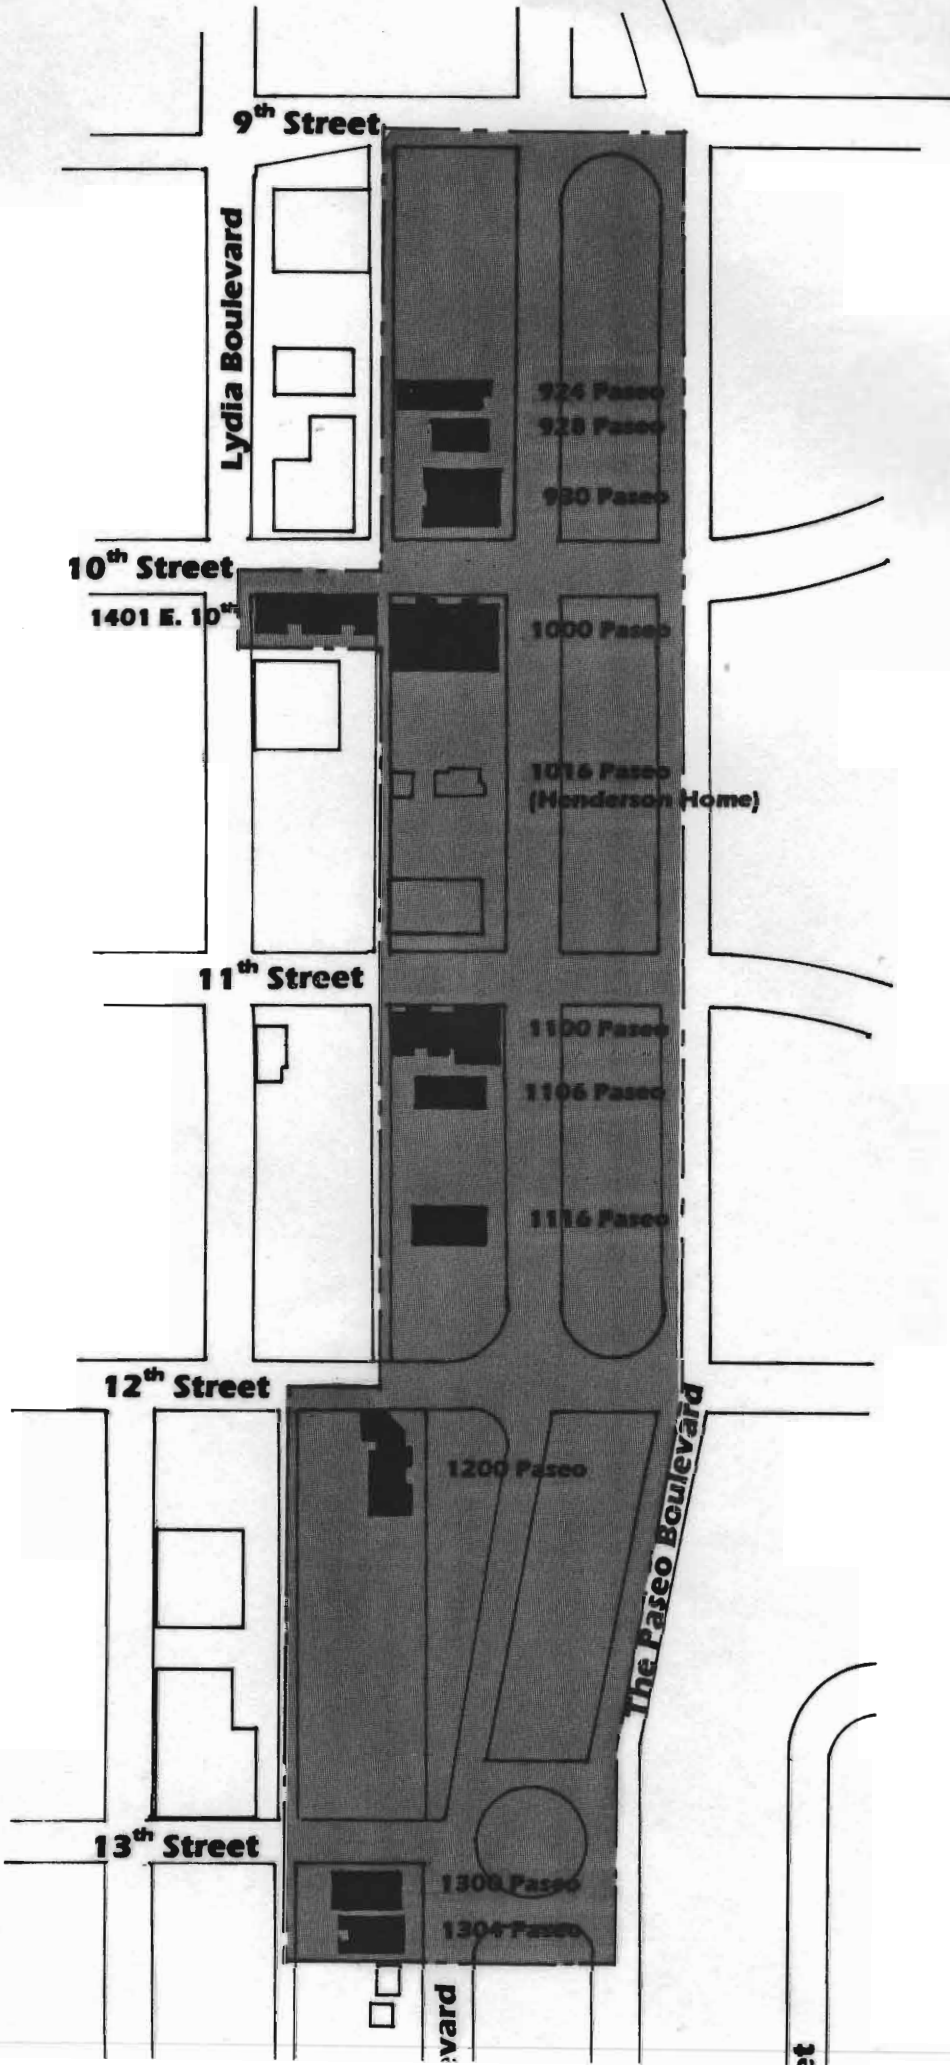 9th Street
Lydia Boulevard
924 Paseo
928 Paseo
930 Paseo
10th Street
1401 E. 10th
1000 Paseo
1016 Paseo
(Henderson Home)
11th Street
1100 Paseo
1106 Paseo
1116 Paseo
12th Street
The Paseo Boulevard
1200 Paseo
13th Street
1300 Paseo
1304 Paseo
evard
et